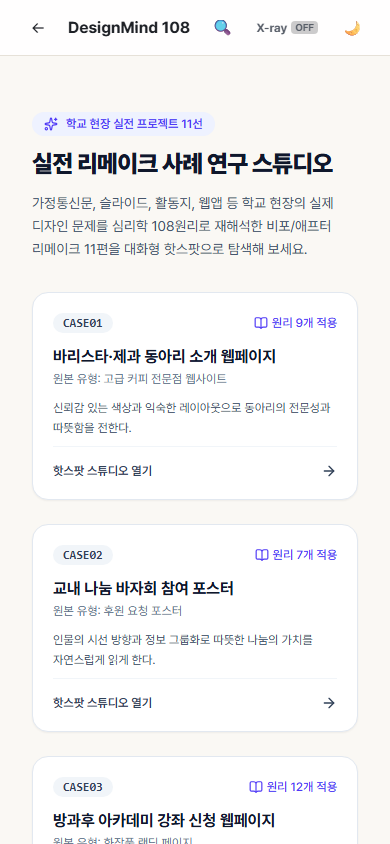 DesignMind 108
X-ray OFF
학교 현장 실전 프로젝트 11선
실전 리메이크 사례 연구 스튜디오
가정통신문, 슬라이드, 활동지, 웹앱 등 학교 현장의 실제
디자인 문제를 심리학 108원리로 재해석한 비포/애프터
리메이크 11편을 대화형 핫스팟으로 탐색해 보세요.
CASE01
원리 9개 적용
바리스타·제과 동아리 소개 웹페이지
원본 유형: 고급 커피 전문점 웹사이트
신뢰감 있는 색상과 익숙한 레이아웃으로 동아리의 전문성과
따뜻함을 전한다.
핫스팟 스튜디오 열기
CASE02
원리 7개 적용
교내 나눔 바자회 참여 포스터
원본 유형: 후원 요청 포스터
인물의 시선 방향과 정보 그룹화로 따뜻한 나눔의 가치를
자연스럽게 읽게 한다.
핫스팟 스튜디오 열기
CASE03
원리 12개 적용
방과후 아카데미 강좌 신청 웹페이지
원본 유형: 화장품 랜딩 페이지